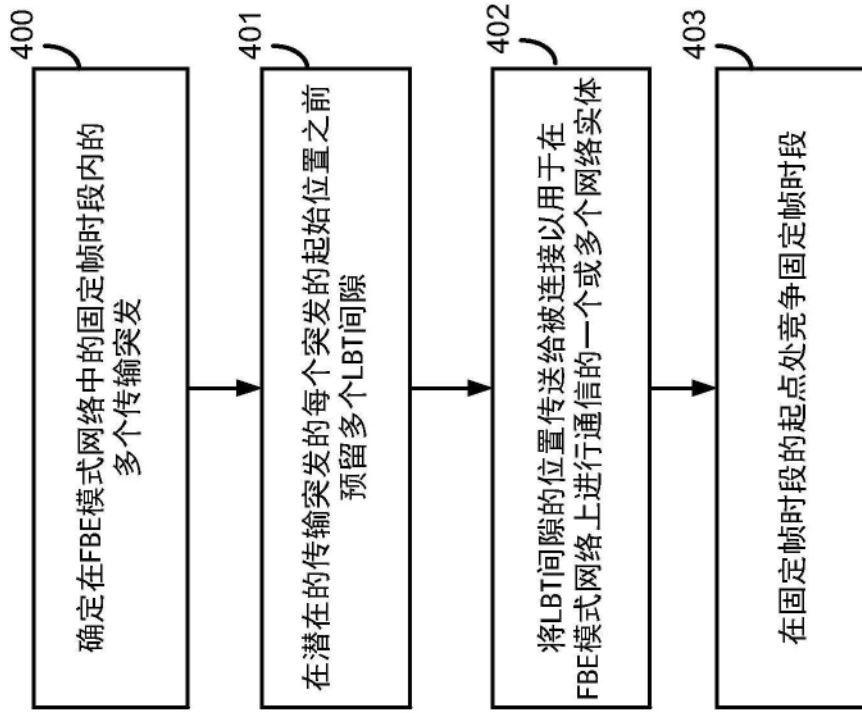 400
确定在FBE模式网络中的固定帧时段内的
多个传输突发
401
在潜在的传输突发的每个突发的起始位置之前
预留多个LBT间隙
402
将LBT间隙的位置传送给被连接以用于在
FBE模式网络上进行通信的一个或多个网络实体
403
在固定帧时段的起点处竞争固定帧时段